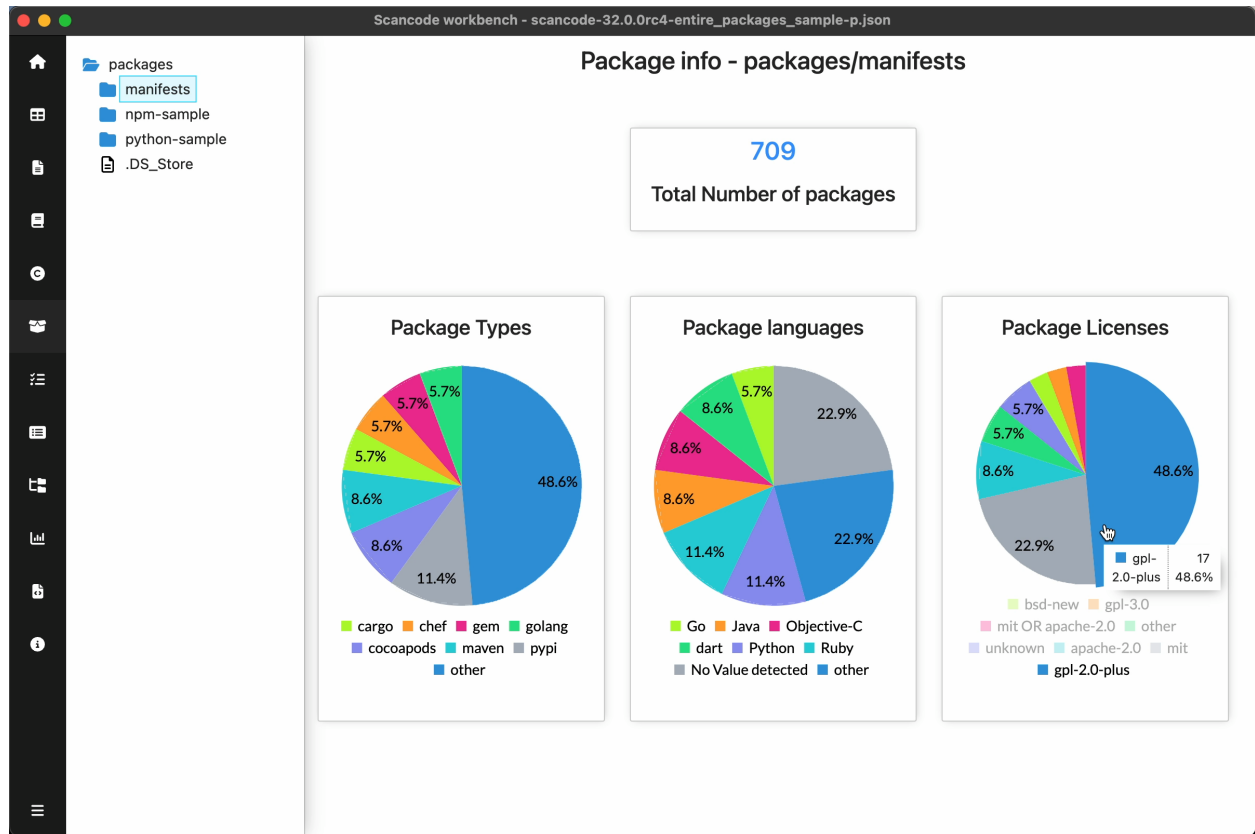 Scancode workbench - scancode-32.0.0rc4-entire_packages_sample-p.json
packages
manifests
npm-sample
python-sample
.DS_Store
Package info - packages/manifests
709
Total Number of packages
Package Types
5.7%
5.7%
5.7%
5.7%
8.6%
8.6%
11.4%
48.6%
cargo chef gem golang
cocoapods maven pypi
other
Package languages
5.7%
8.6%
8.6%
8.6%
11.4%
11.4%
22.9%
22.9%
Go Java Objective-C
dart Python Ruby
No Value detected other
Package Licenses
5.7%
5.7%
8.6%
22.9%
48.6%
gpl-2.0-plus 17
48.6%
bsd-new gpl-3.0
mit OR apache-2.0 other
unknown apache-2.0 mit
gpl-2.0-plus